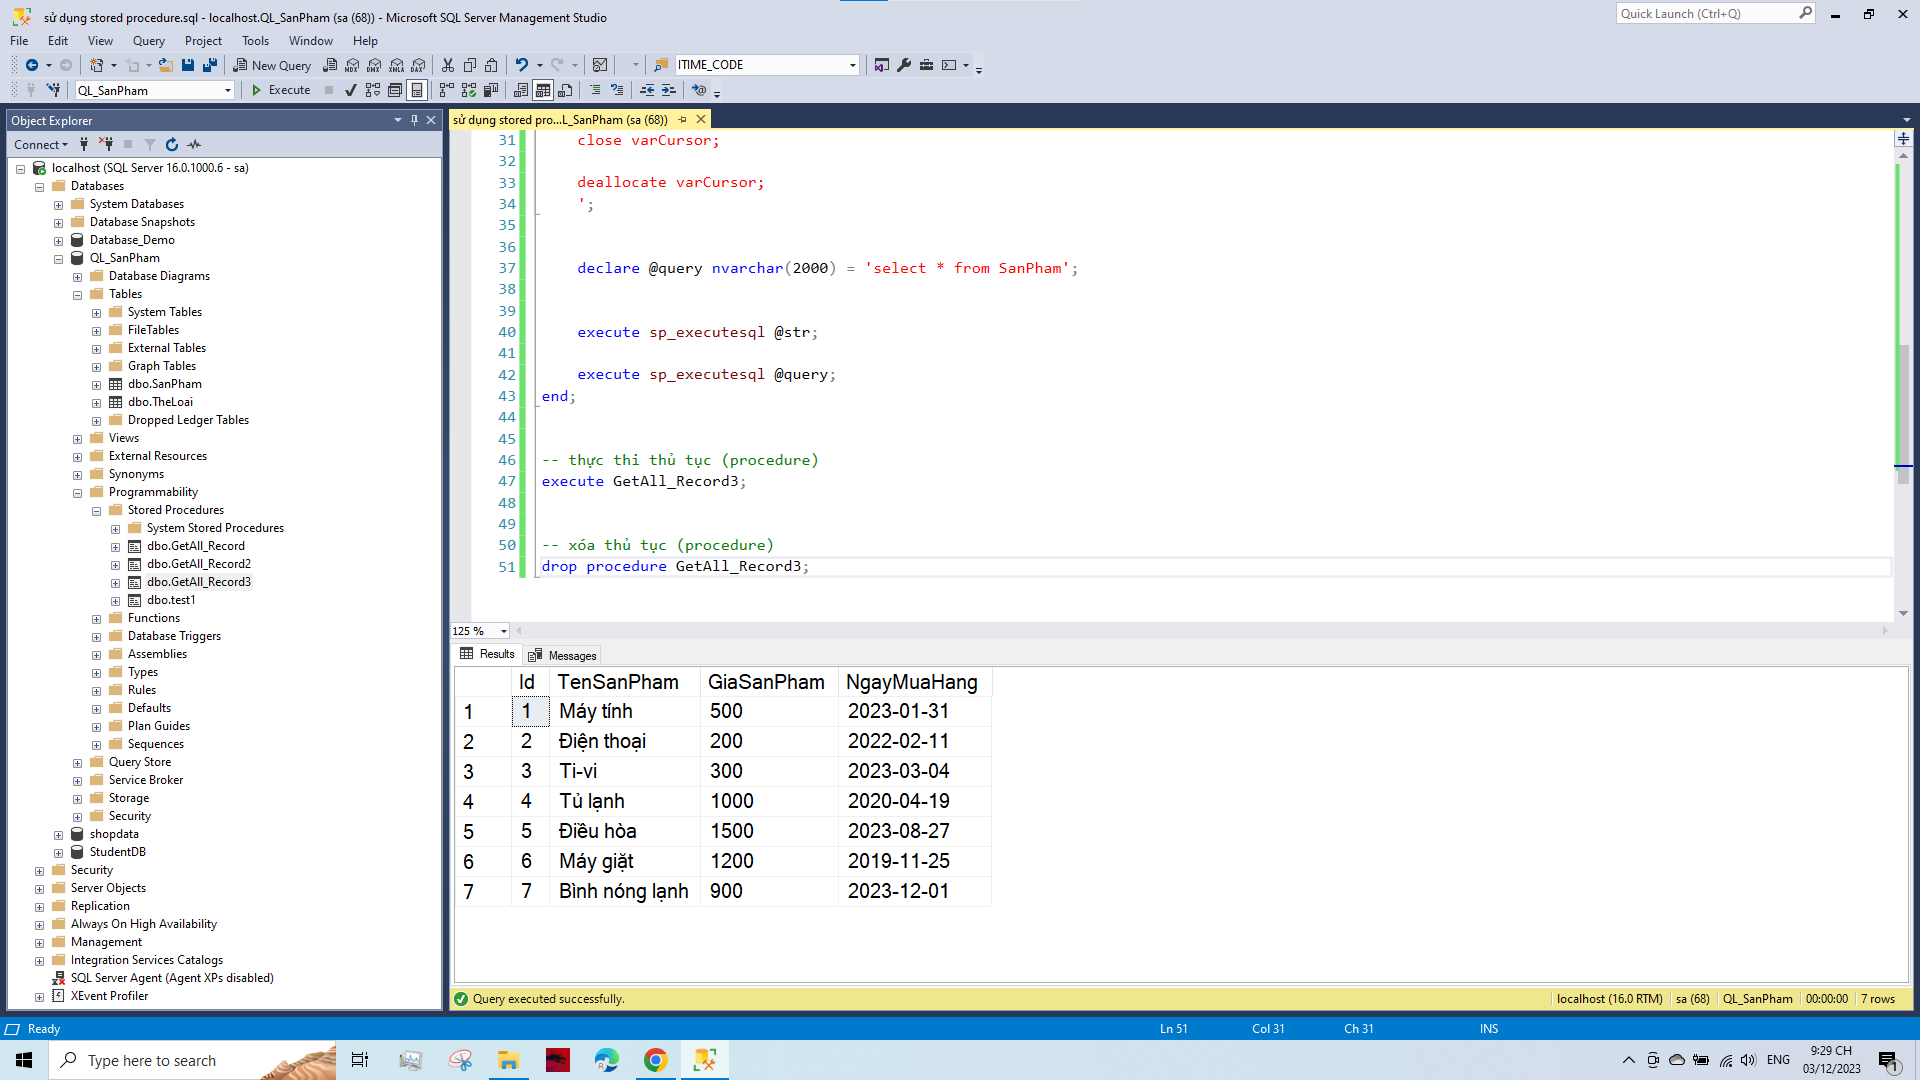 sử dụng stored procedure.sql - localhost.QL_SanPham (sa (68)) - Microsoft SQL Server Management Studio
Quick Launch (Ctrl+Q)
File Edit View Query Project Tools Window Help
New Query MDX DMX XMLA DAX ITIME_CODE
QL_SanPham Execute
Object Explorer
Connect
localhost (SQL Server 16.0.1000.6 - sa)
Databases
System Databases
Database Snapshots
Database_Demo
QL_SanPham
Database Diagrams
Tables
System Tables
FileTables
External Tables
Graph Tables
dbo.SanPham
dbo.TheLoai
Dropped Ledger Tables
Views
External Resources
Synonyms
Programmability
Stored Procedures
System Stored Procedures
dbo.GetAll_Record
dbo.GetAll_Record2
dbo.GetAll_Record3
dbo.test1
Functions
Database Triggers
Assemblies
Types
Rules
Defaults
Plan Guides
Sequences
Query Store
Service Broker
Storage
Security
shopdata
StudentDB
Security
Server Objects
Replication
Always On High Availability
Management
Integration Services Catalogs
SQL Server Agent (Agent XPs disabled)
XEvent Profiler
sử dụng stored pro...L_SanPham (sa (68))
31 close varCursor;
32
33 deallocate varCursor;
34 ';
35
36
37 declare @query nvarchar(2000) = 'select * from SanPham';
38
39
40 execute sp_executesql @str;
41
42 execute sp_executesql @query;
43 end;
44
45
46 -- thực thi thủ tục (procedure)
47 execute GetAll_Record3;
48
49
50 -- xóa thủ tục (procedure)
51 drop procedure GetAll_Record3;
125 %
Results Messages
Id TenSanPham GiaSanPham NgayMuaHang
1 1 Máy tính 500 2023-01-31
2 2 Điện thoại 200 2022-02-11
3 3 Ti-vi 300 2023-03-04
4 4 Tủ lạnh 1000 2020-04-19
5 5 Điều hòa 1500 2023-08-27
6 6 Máy giặt 1200 2019-11-25
7 7 Bình nóng lạnh 900 2023-12-01
Query executed successfully. localhost (16.0 RTM) sa (68) QL_SanPham 00:00:00 7 rows
Ready Ln 51 Col 31 Ch 31 INS
Type here to search
ENG
9:29 CH
03/12/2023
1